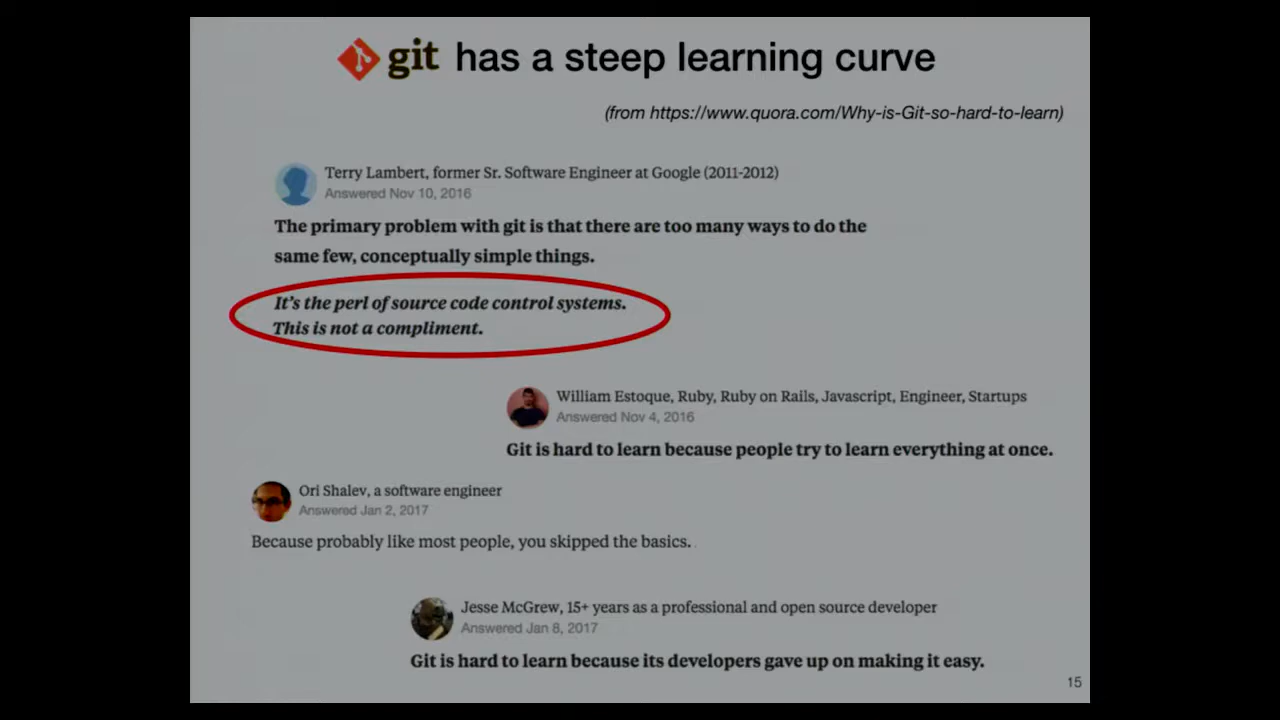 git has a steep learning curve
(from https://www.quora.com/Why-is-Git-so-hard-to-learn)
Terry Lambert, former Sr. Software Engineer at Google (2011-2012)
Answered Nov 10, 2016
The primary problem with git is that there are too many ways to do the
same few, conceptually simple things.
It's the perl of source code control systems.
This is not a compliment.
William Estoque, Ruby, Ruby on Rails, Javascript, Engineer, Startups
Answered Nov 4, 2016
Git is hard to learn because people try to learn everything at once.
Ori Shalev, a software engineer
Answered Jan 2, 2017
Because probably like most people, you skipped the basics.
Jesse McGrew, 15+ years as a professional and open source developer
Answered Jan 8, 2017
Git is hard to learn because its developers gave up on making it easy.
15